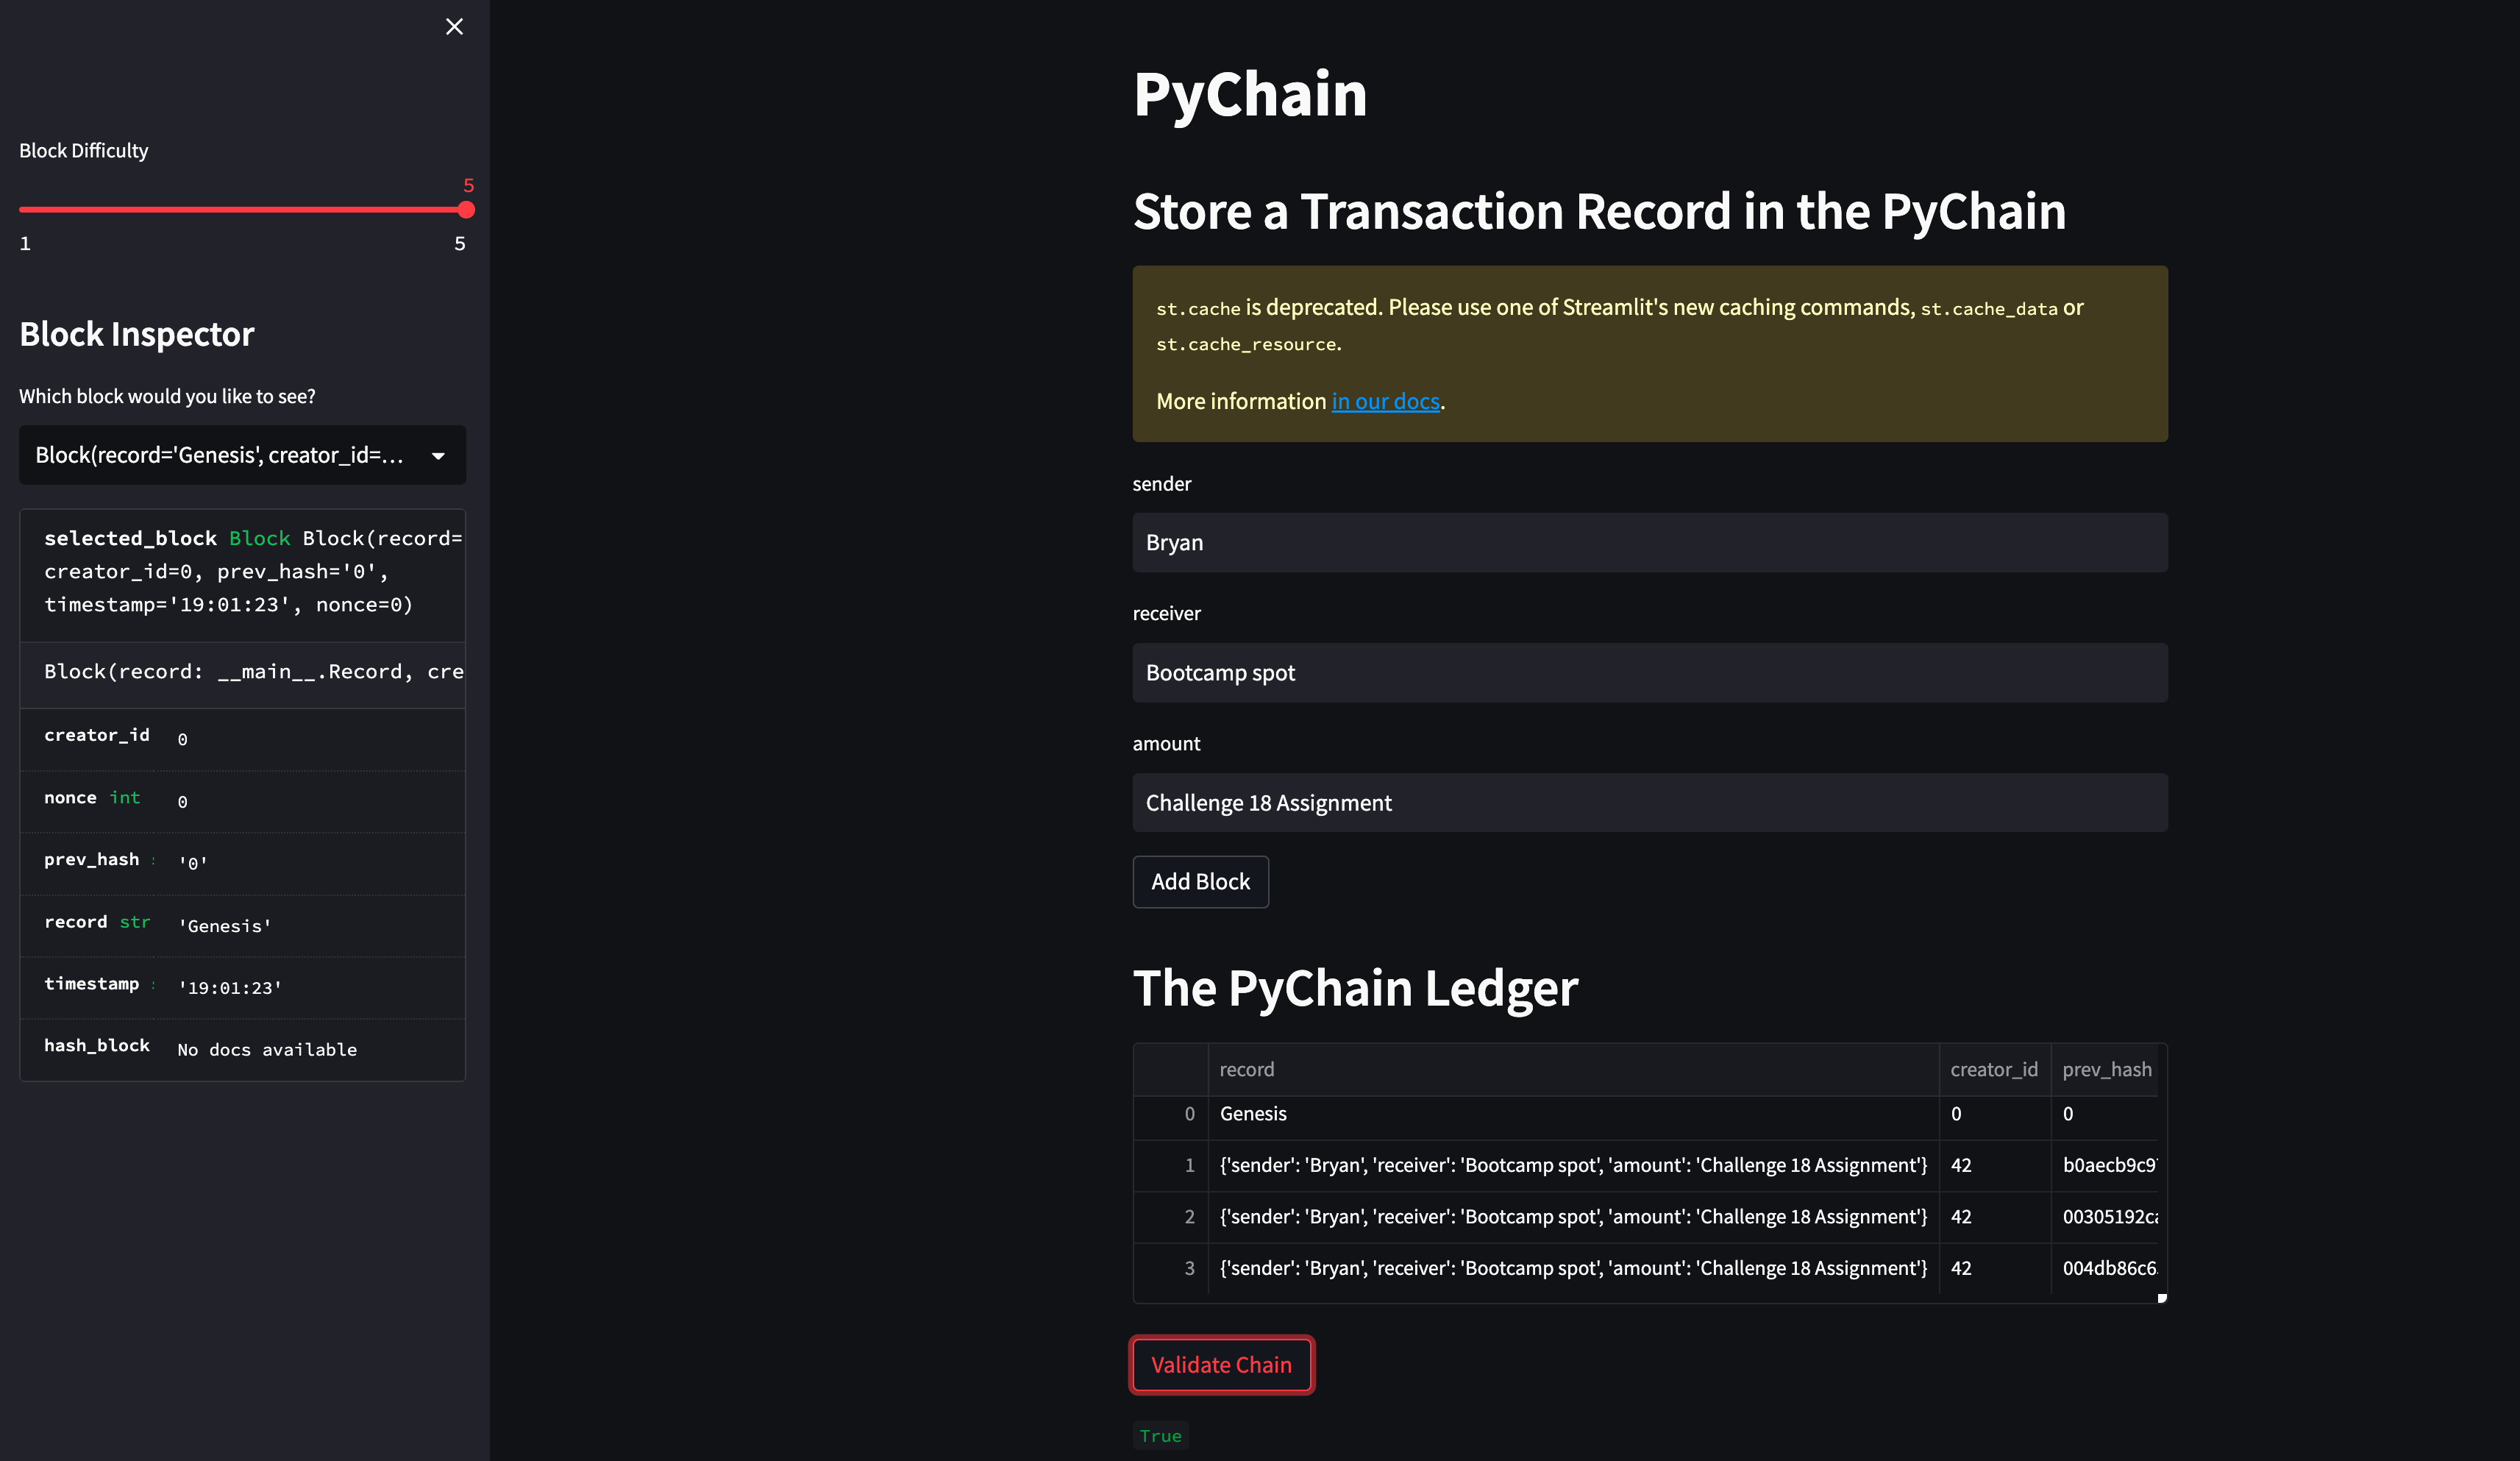 Block Difficulty
5
1 5
Block Inspector
Which block would you like to see?
Block(record='Genesis', creator_id=...
selected_block Block Block(record=
creator_id=0, prev_hash='0',
timestamp='19:01:23', nonce=0)
Block(record: __main__.Record, cre
creator_id 0
nonce int 0
prev_hash '0'
record str 'Genesis'
timestamp '19:01:23'
hash_block No docs available
PyChain
Store a Transaction Record in the PyChain
st.cache is deprecated. Please use one of Streamlit's new caching commands, st.cache_data or
st.cache_resource.
More information in our docs.
sender
Bryan
receiver
Bootcamp spot
amount
Challenge 18 Assignment
Add Block
The PyChain Ledger
record creator_id prev_hash
0 Genesis 0 0
1 {'sender': 'Bryan', 'receiver': 'Bootcamp spot', 'amount': 'Challenge 18 Assignment'} 42 b0aecb9c9
2 {'sender': 'Bryan', 'receiver': 'Bootcamp spot', 'amount': 'Challenge 18 Assignment'} 42 00305192c
3 {'sender': 'Bryan', 'receiver': 'Bootcamp spot', 'amount': 'Challenge 18 Assignment'} 42 004db86c6
Validate Chain
True